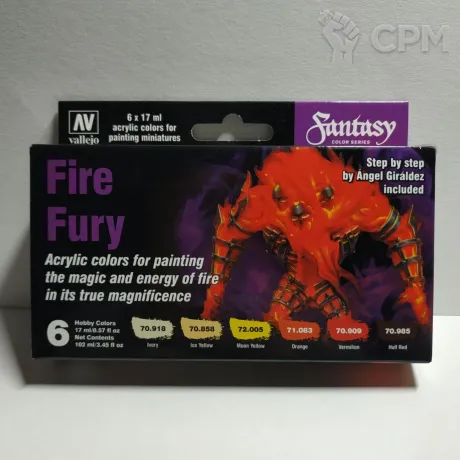 CPM
AV
vallejo
6 x 17 ml
acrylic colors for
painting miniatures
Fantasy
COLOR SERIES
Fire
Fury
Step by step
by Ángel Giráldez
included
Acrylic colors for painting
the magic and energy of fire
in its true magnificence
6
Hobby Colors
17 ml/0.57 fl oz
Net Contents
102 ml/3.45 fl oz
70.918
Ivory
70.858
Ice Yellow
72.005
Moon Yellow
71.083
Orange
70.909
Vermilion
70.985
Hull Red